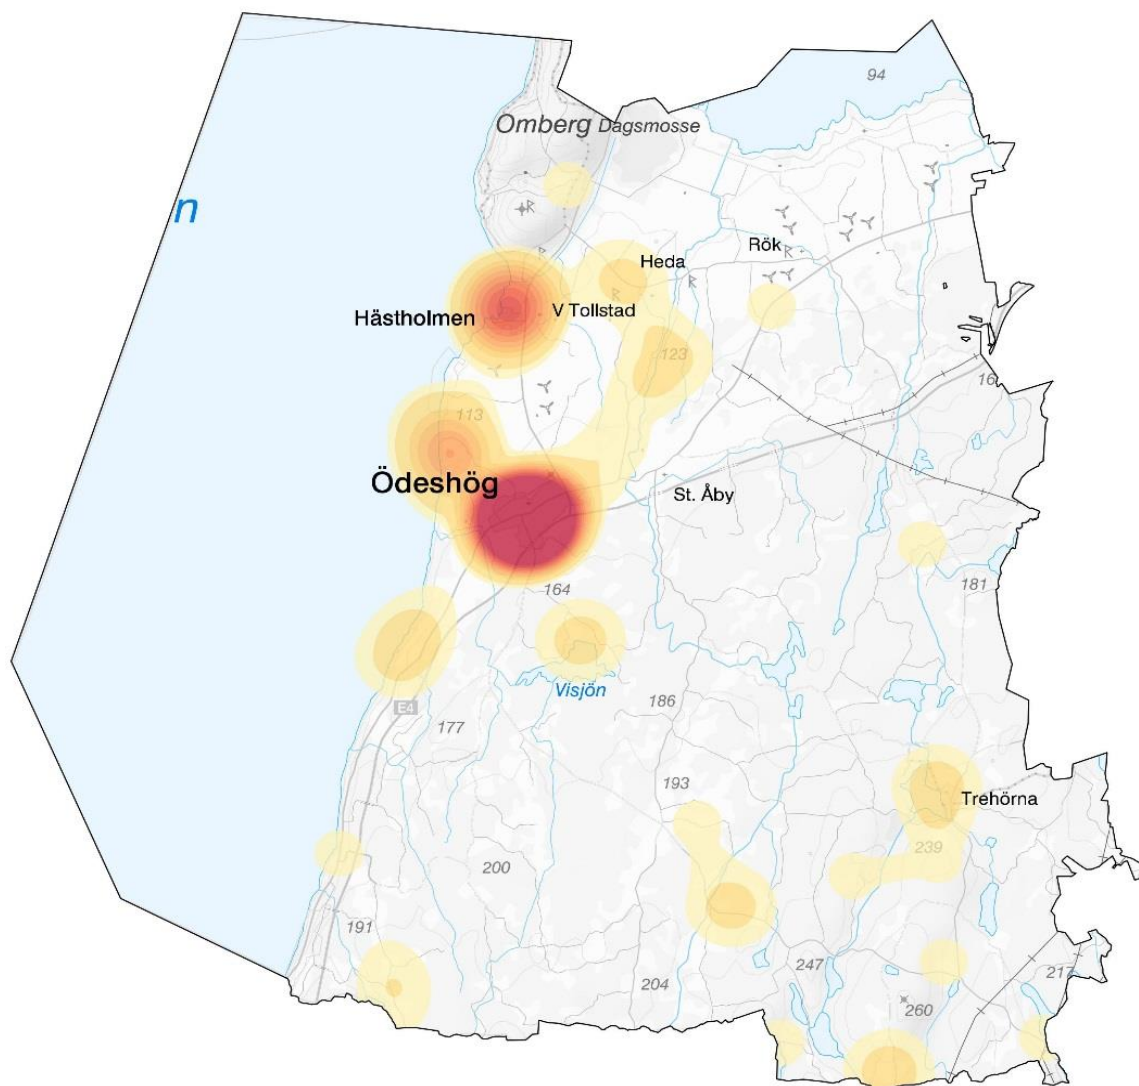 94
Omberg Dagsmosse
n
Rök
Heda
V Tollstad
Hästholmen
123
16
113
Ödeshög
St. Åby
164
181
Visjön
186
E4
177
193
Trehörna
239
200
191
247
217
204
260